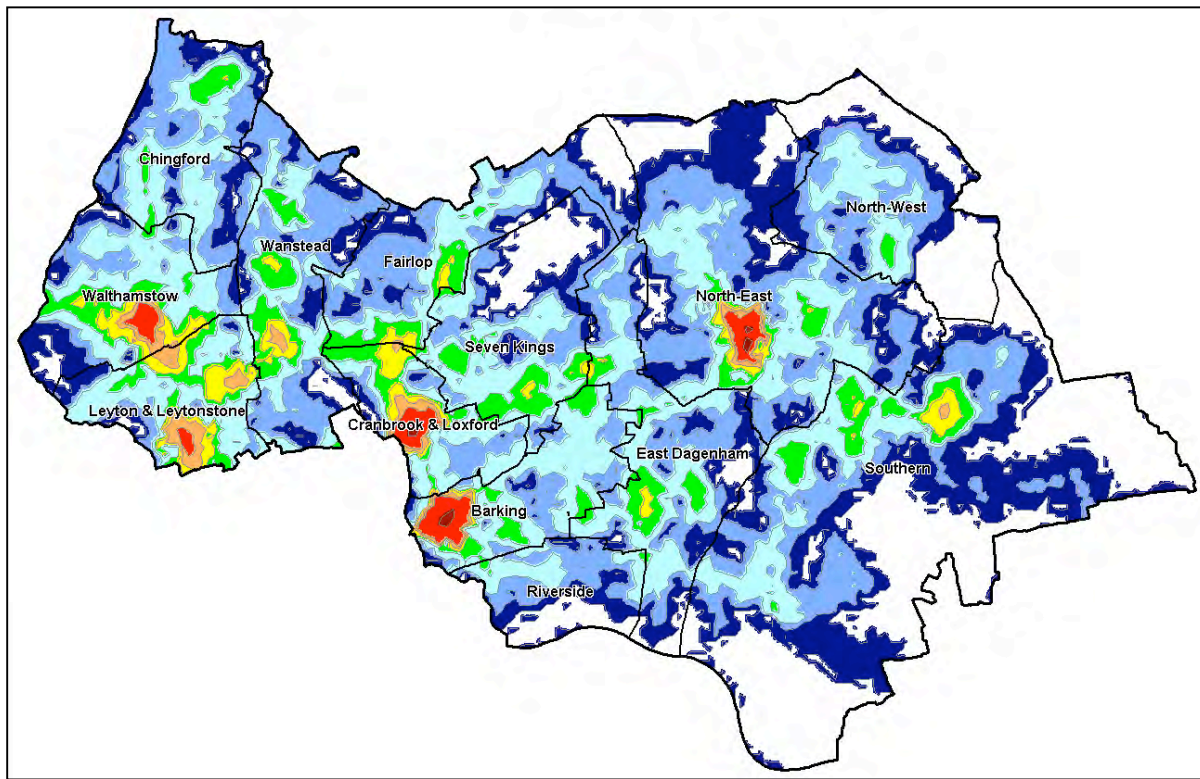 Chingford
North-West
Wanstead
Fairlop
Walthamstow
North-East
Seven Kings
Leyton & Leytonstone
Cranbrook & Loxford
East Dagenham
Southern
Barking
Riverside